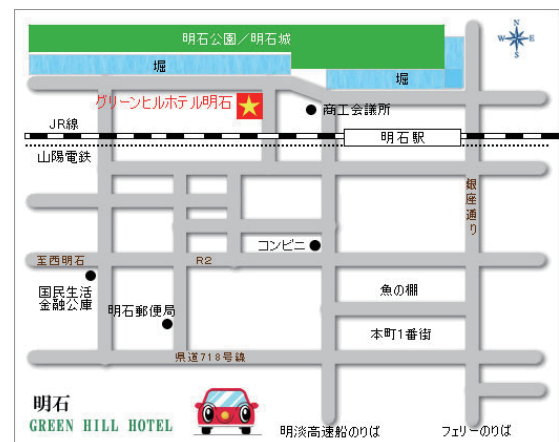 明石公園／明石城
N
W E
S
堀
堀
グリーンヒルホテル明石
商工会議所
JR線
明石駅
山陽電鉄
銀座通り
コンビニ
至西明石
R2
国民生活
金融公庫
魚の棚
明石郵便局
本町1番街
県道718号線
明石
GREEN HILL HOTEL
明淡高速船のりば
フェリーのりば